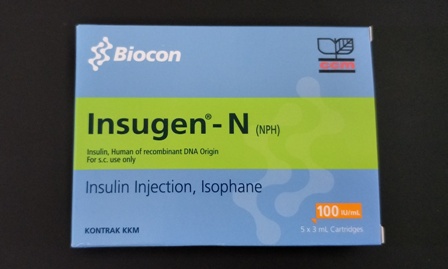 Biocon
ccm
Insugen®-N (NPH)
Insulin, Human of recombinant DNA Origin
For s.c. use only
Insulin Injection, Isophane
100 IU/mL
5 x 3 mL Cartridges
KONTRAK KKM